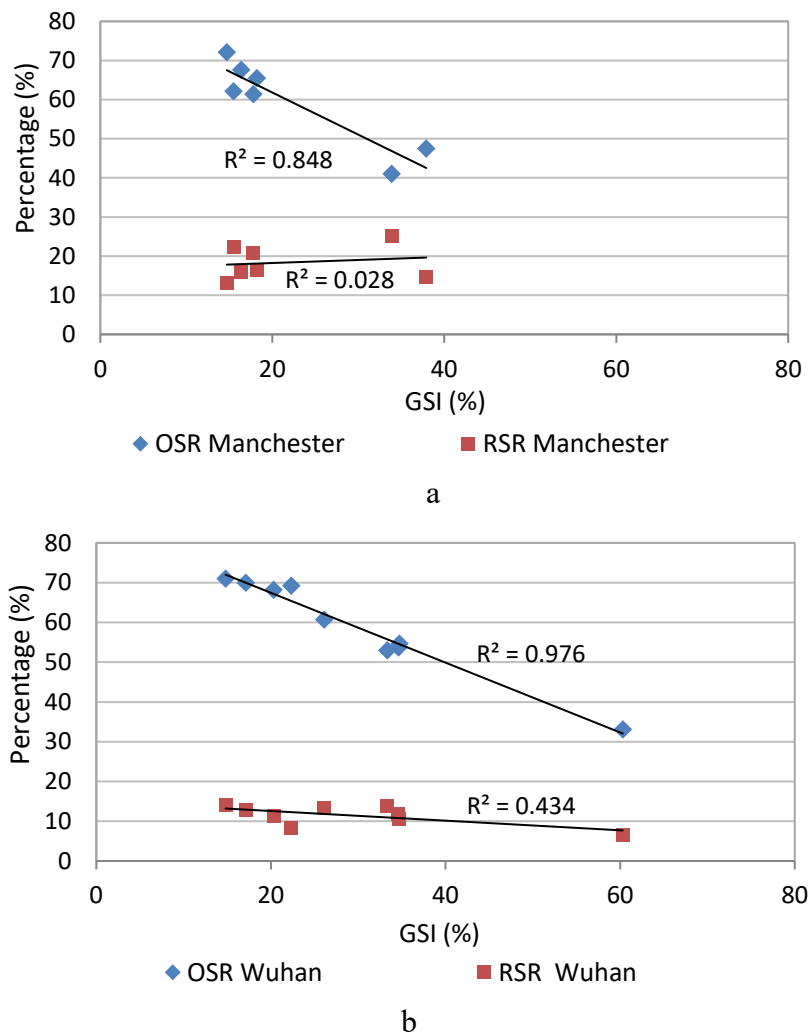 80
70
60
50
40
30
20
10
0
Percentage (%)
R² = 0.848
R² = 0.028
0 20 40 60 80
GSI (%)
OSR Manchester RSR Manchester
a
80
70
60
50
40
30
20
10
0
Percentage (%)
R² = 0.976
R² = 0.434
0 20 40 60 80
GSI (%)
OSR Wuhan RSR Wuhan
b